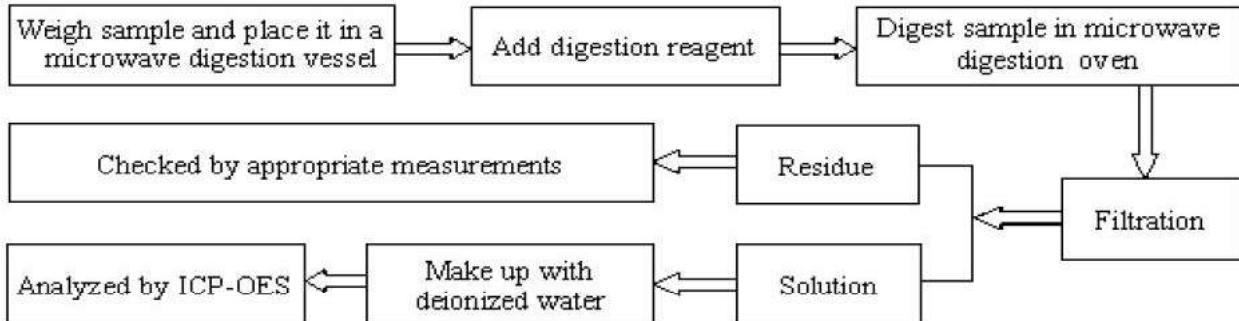 Weigh sample and place it in a
microwave digestion vessel
Add digestion reagent
Digest sample in microwave
digestion oven
Filtration
Residue
Checked by appropriate measurements
Solution
Make up with
deionized water
Analyzed by ICP-OES